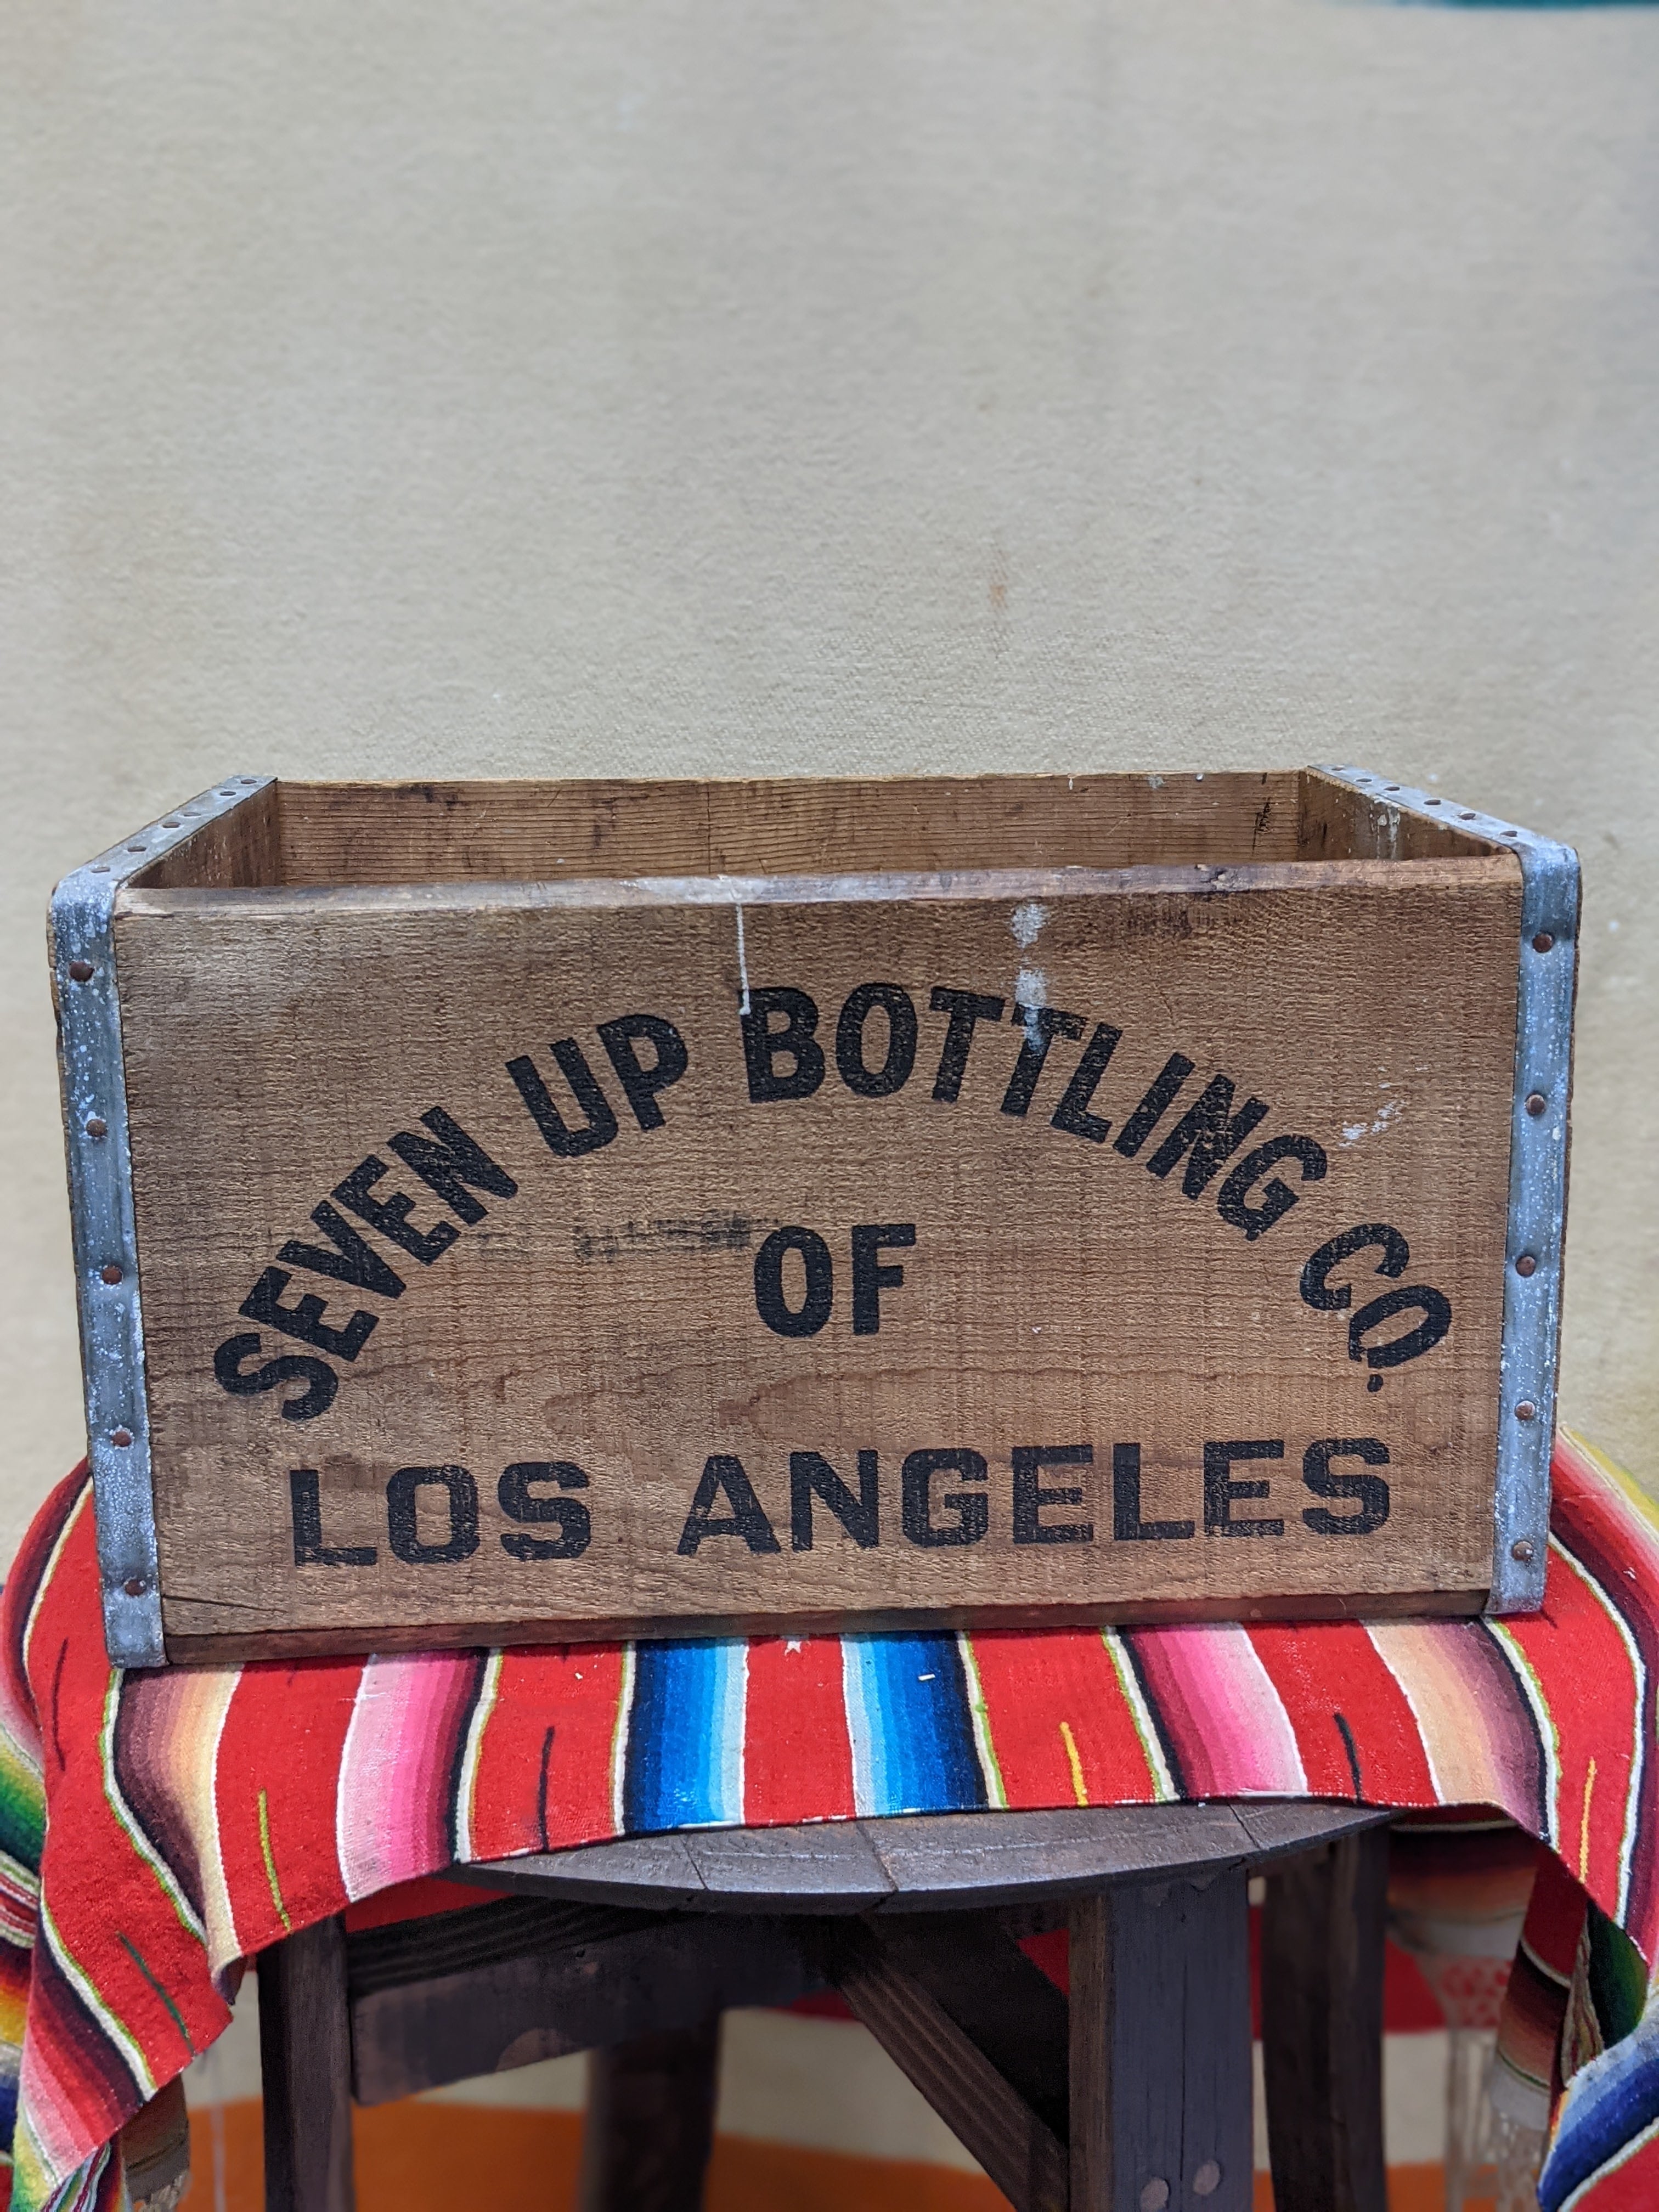 SEVEN UP BOTTLING CO.
OF
LOS ANGELES